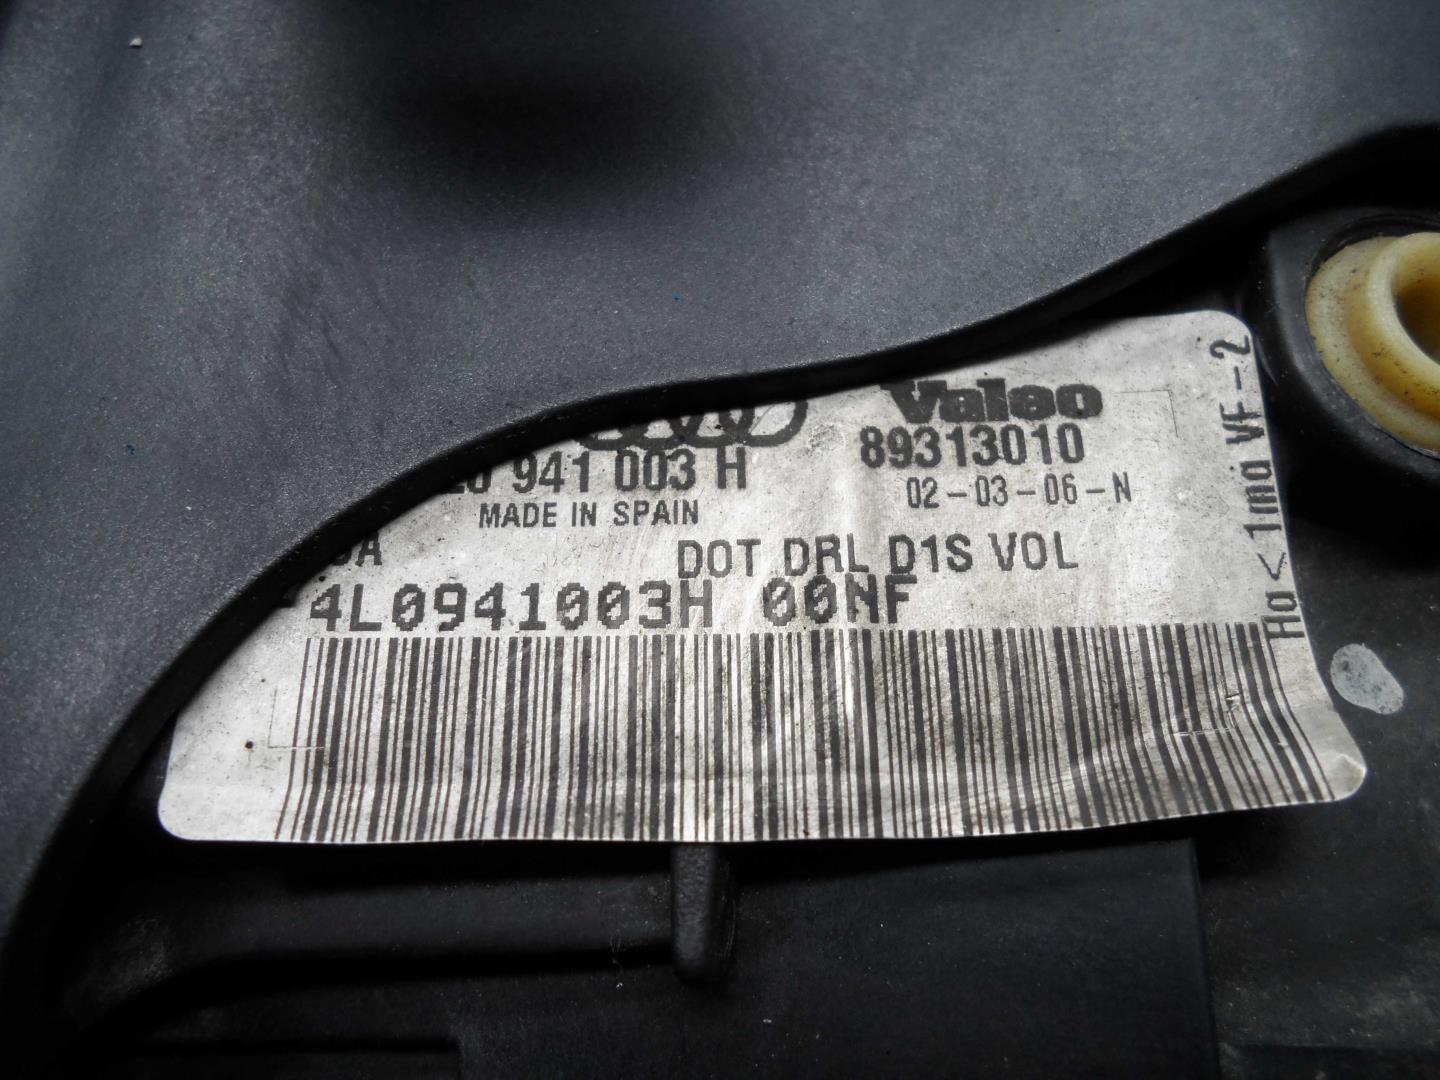 Valeo
941 003 H
89313010
MADE IN SPAIN
02-03-06-N
DOT DRL D1S VOL
4L0941003H 00NF
Ha<1ma VF-2